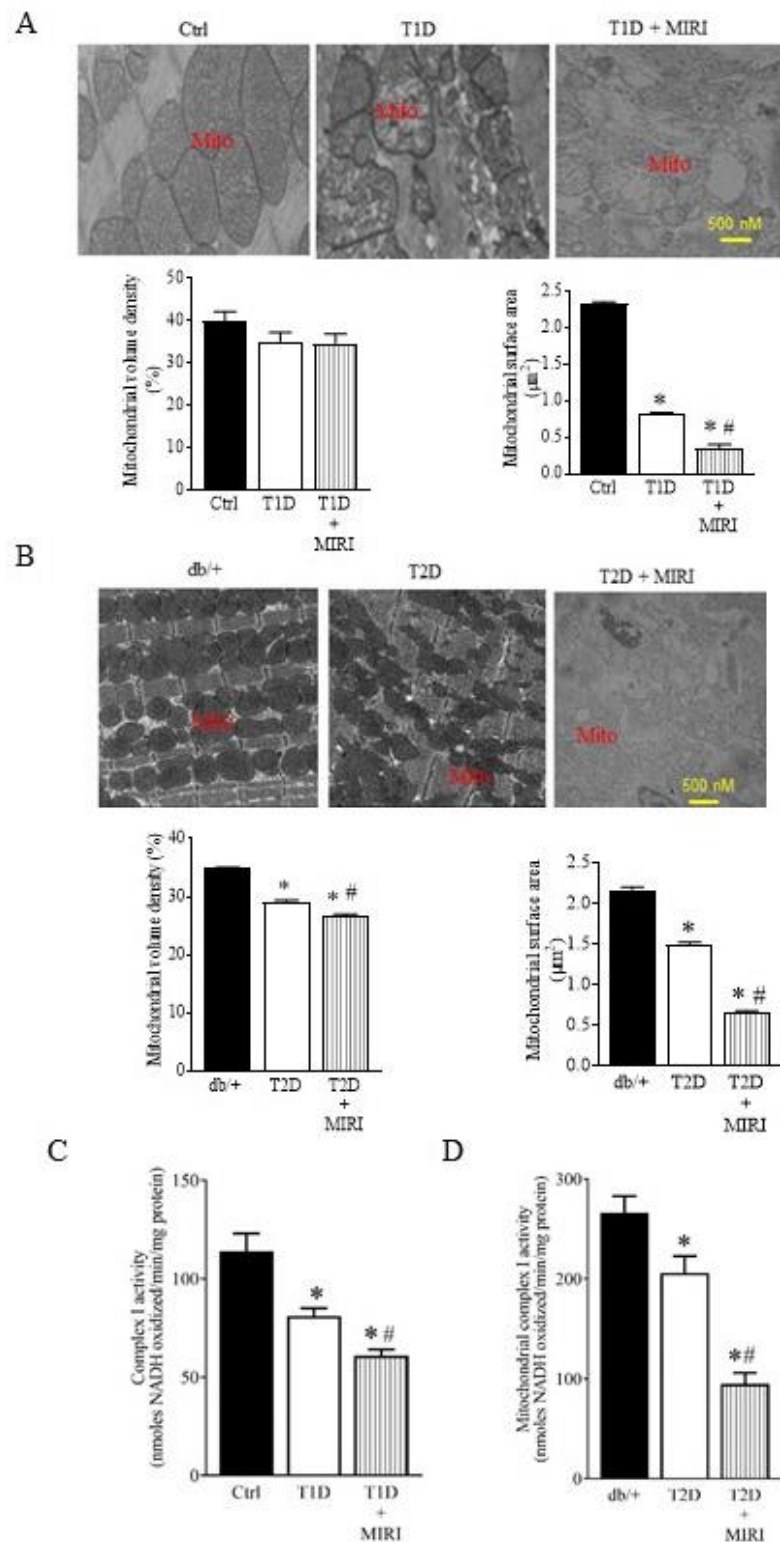 A
Ctrl T1D T1D + MIRI
Mito Mito Mito
500 nM
Mitochondrial volume density
(%)
50
40
30
20
10
0
Ctrl T1D T1D
+
MIRI
Mitochondrial surface area
(μm²)
2.5
2.0
1.5
1.0
0.5
0.0
*
* #
Ctrl T1D T1D
+
MIRI
B
db/+ T2D T2D + MIRI
Mito Mito Mito
500 nM
Mitochondrial volume density (%)
40
30
20
10
0
*
* #
db/+ T2D T2D
+
MIRI
Mitochondrial surface area
(μm²)
2.5
2.0
1.5
1.0
0.5
0.0
*
* #
db/+ T2D T2D
+
MIRI
C
Complex I activity
(nmoles NADH oxidized/min/mg protein)
150
100
50
0
*
* #
Ctrl T1D T1D
+
MIRI
D
Mitochondrial complex I activity
(nmoles NADH oxidized/min/mg protein)
300
200
100
0
*
*#
db/+ T2D T2D
+
MIRI